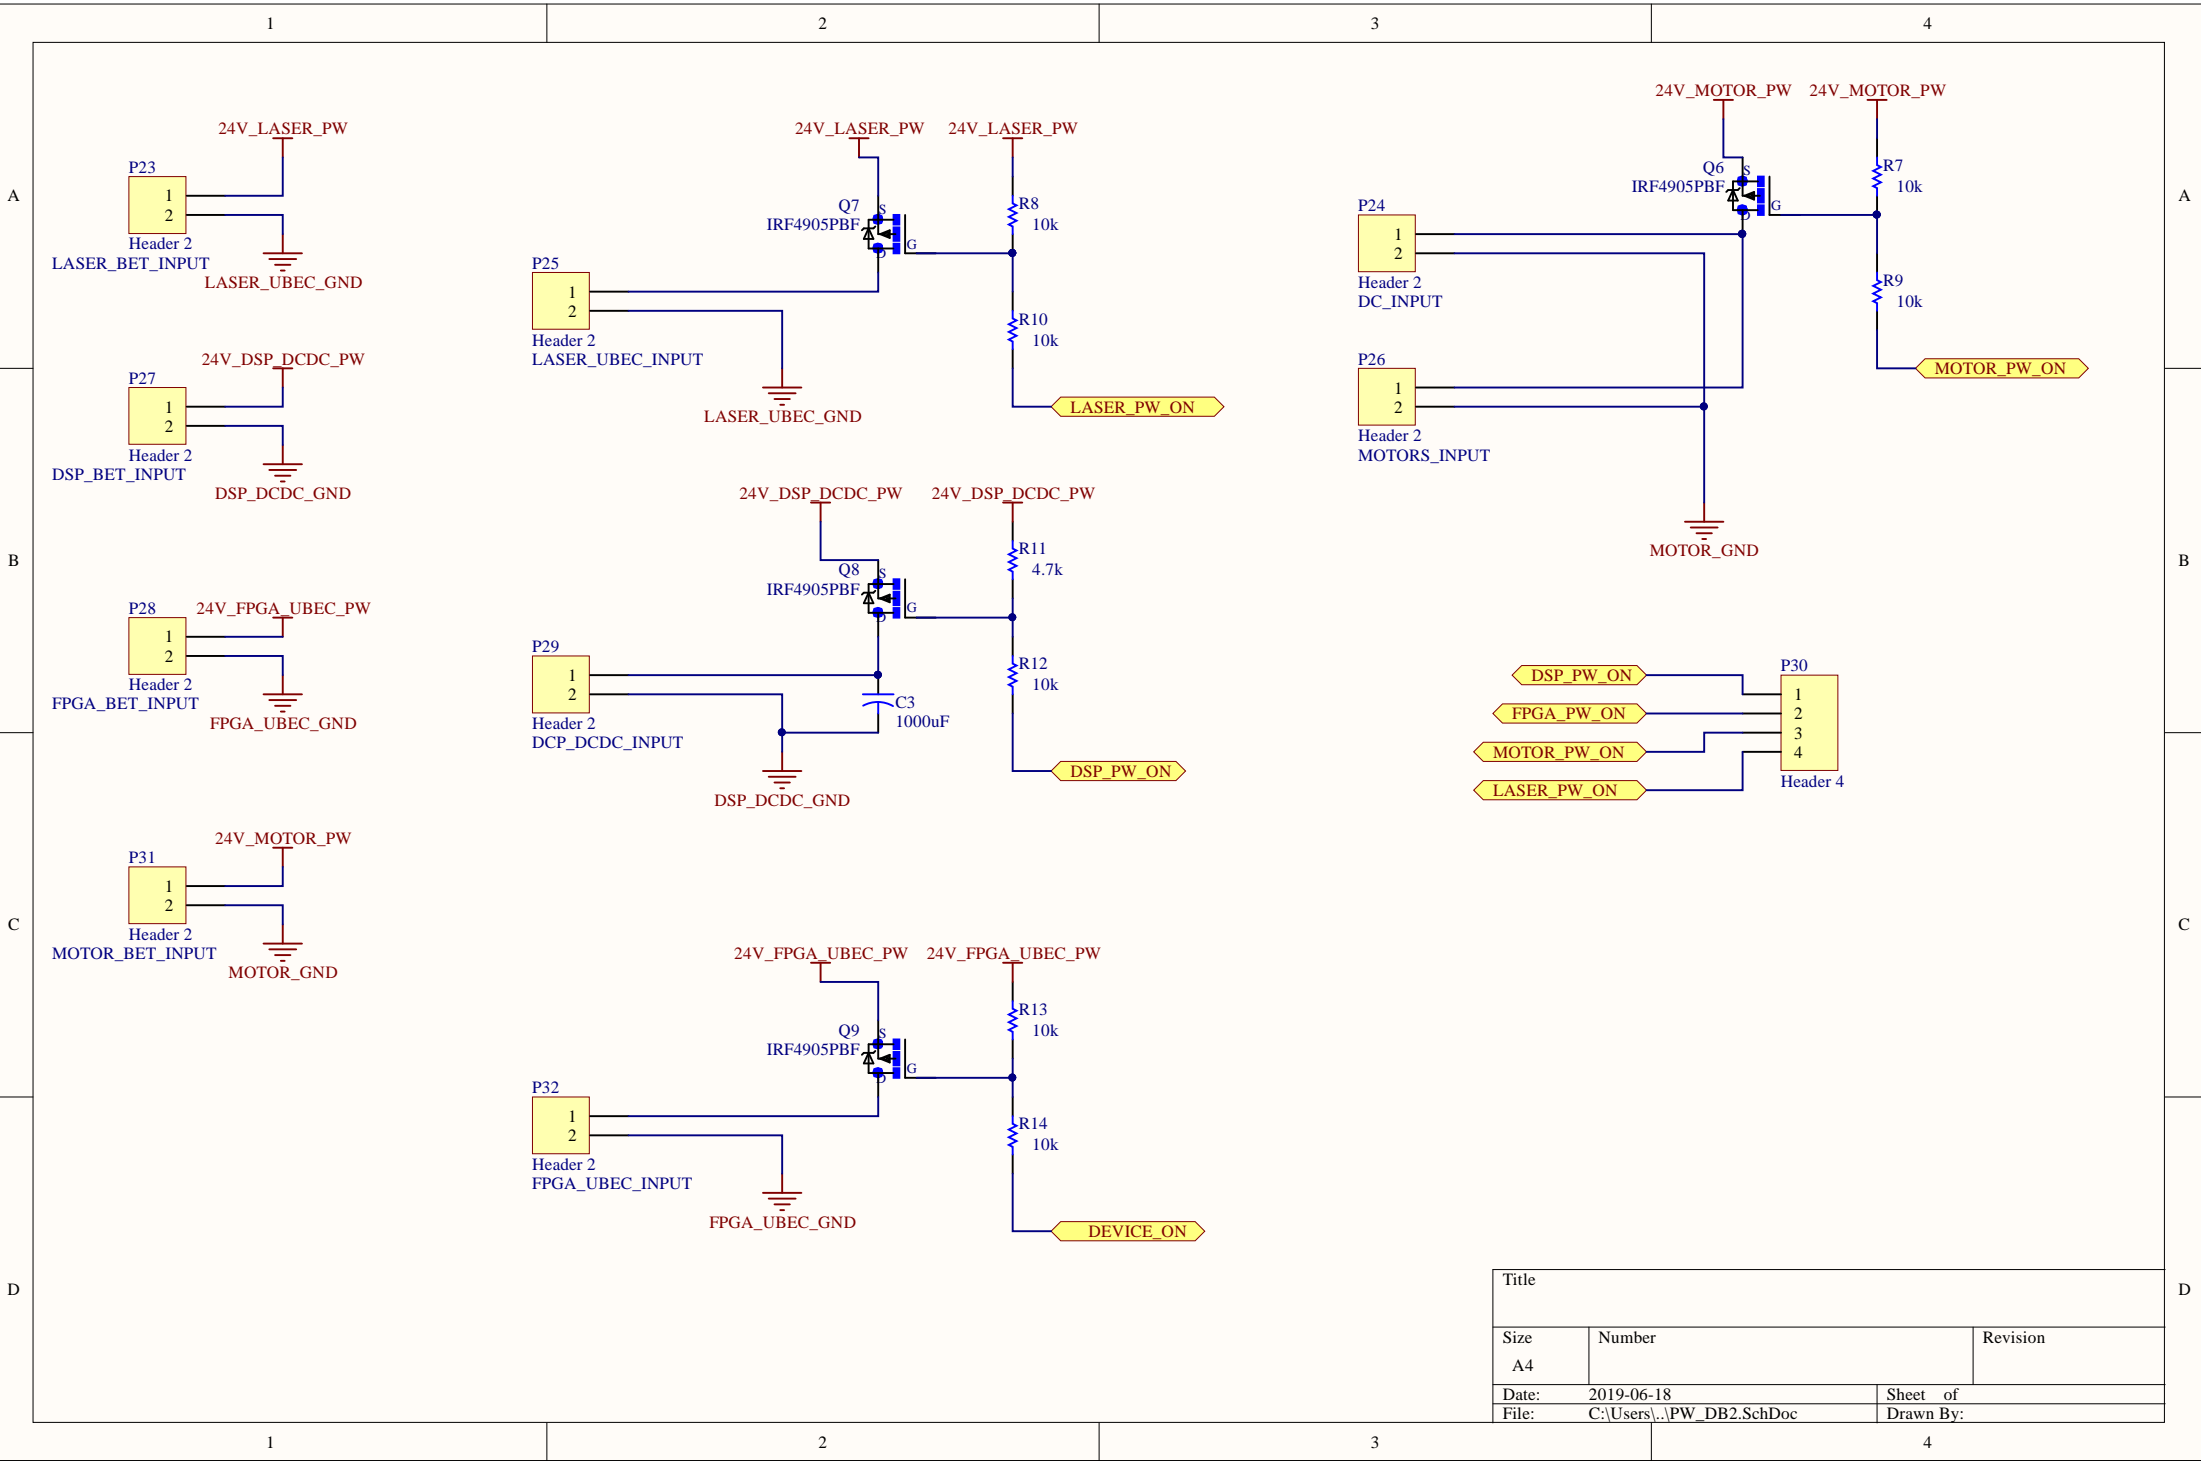 1
2
3
4
A
A
B
B
C
C
D
D
1
2
3
4
24V_LASER_PW
P23
1
2
Header 2
LASER_BET_INPUT
LASER_UBEC_GND
24V_DSP_DCDC_PW
P27
1
2
Header 2
DSP_BET_INPUT
DSP_DCDC_GND
P28
24V_FPGA_UBEC_PW
1
2
Header 2
FPGA_BET_INPUT
FPGA_UBEC_GND
24V_MOTOR_PW
P31
1
2
Header 2
MOTOR_BET_INPUT
MOTOR_GND
24V_LASER_PW
24V_LASER_PW
Q7
IRF4905PBF
S
D
G
R8
10k
P25
1
2
Header 2
LASER_UBEC_INPUT
R10
10k
LASER_UBEC_GND
LASER_PW_ON
24V_DSP_DCDC_PW
24V_DSP_DCDC_PW
Q8
IRF4905PBF
S
D
G
R11
4.7k
P29
1
2
Header 2
DCP_DCDC_INPUT
C3
1000uF
R12
10k
DSP_DCDC_GND
DSP_PW_ON
24V_FPGA_UBEC_PW
24V_FPGA_UBEC_PW
Q9
IRF4905PBF
S
D
G
R13
10k
P32
1
2
Header 2
FPGA_UBEC_INPUT
R14
10k
FPGA_UBEC_GND
DEVICE_ON
24V_MOTOR_PW
24V_MOTOR_PW
Q6
IRF4905PBF
S
D
G
R7
10k
P24
1
2
Header 2
DC_INPUT
R9
10k
P26
1
2
Header 2
MOTORS_INPUT
MOTOR_PW_ON
MOTOR_GND
DSP_PW_ON
FPGA_PW_ON
MOTOR_PW_ON
LASER_PW_ON
P30
1
2
3
4
Header 4
Title
Size
Number
Revision
A4
Date: 2019-06-18
Sheet of
File: C:\Users\..\PW_DB2.SchDoc
Drawn By: